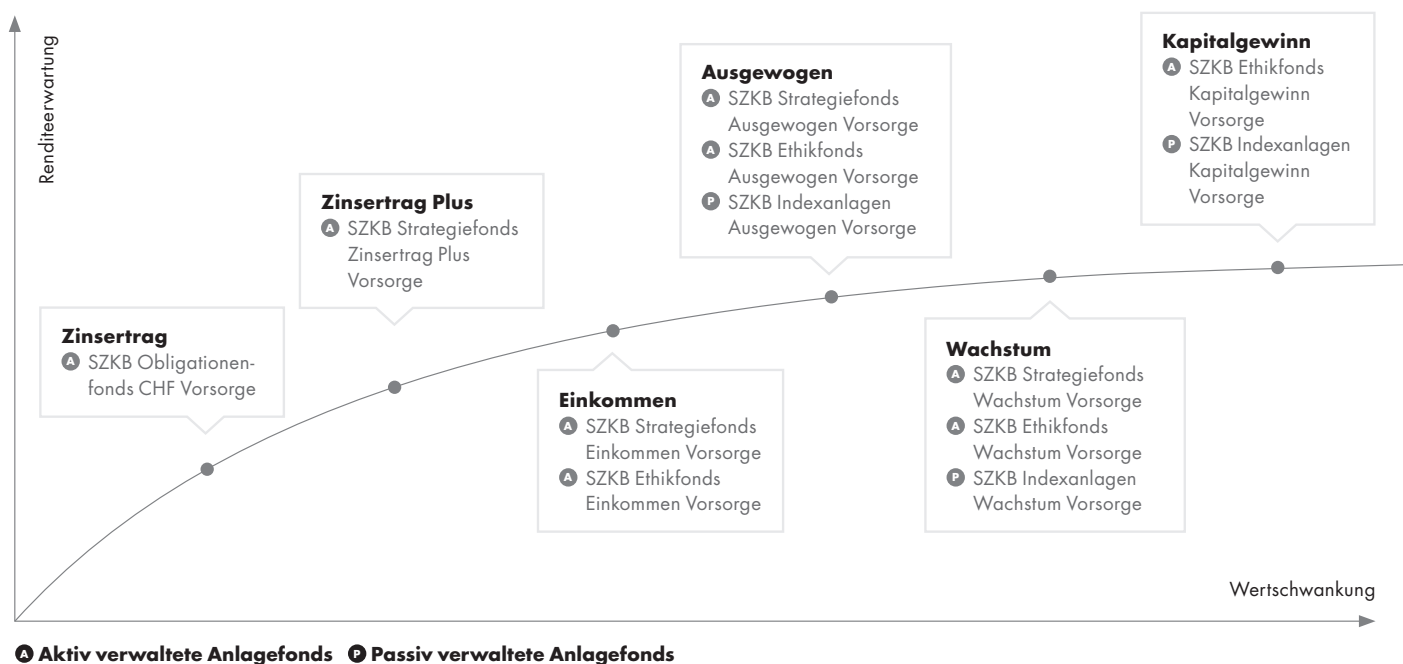 Renditeerwartung
Zinsertrag
A SZKB Obligationen-
fonds CHF Vorsorge
Zinsertrag Plus
A SZKB Strategiefonds
Zinsertrag Plus
Vorsorge
Einkommen
A SZKB Strategiefonds
Einkommen Vorsorge
A SZKB Ethikfonds
Einkommen Vorsorge
Ausgewogen
A SZKB Strategiefonds
Ausgewogen Vorsorge
A SZKB Ethikfonds
Ausgewogen Vorsorge
P SZKB Indexanlagen
Ausgewogen Vorsorge
Wachstum
A SZKB Strategiefonds
Wachstum Vorsorge
A SZKB Ethikfonds
Wachstum Vorsorge
P SZKB Indexanlagen
Wachstum Vorsorge
Kapitalgewinn
A SZKB Ethikfonds
Kapitalgewinn
Vorsorge
P SZKB Indexanlagen
Kapitalgewinn
Vorsorge
Wertschwankung
A Aktiv verwaltete Anlagefonds P Passiv verwaltete Anlagefonds